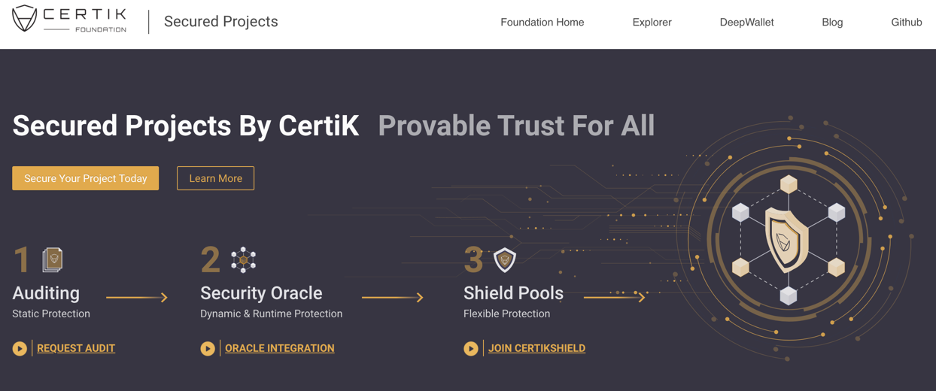 CERTIK
FOUNDATION
Secured Projects
Foundation Home
Explorer
DeepWallet
Blog
Github
Secured Projects By CertiK Provable Trust For All
Secure Your Project Today
Learn More
1
Auditing
Static Protection
REQUEST AUDIT
2
Security Oracle
Dynamic & Runtime Protection
ORACLE INTEGRATION
3
Shield Pools
Flexible Protection
JOIN CERTIKSHIELD